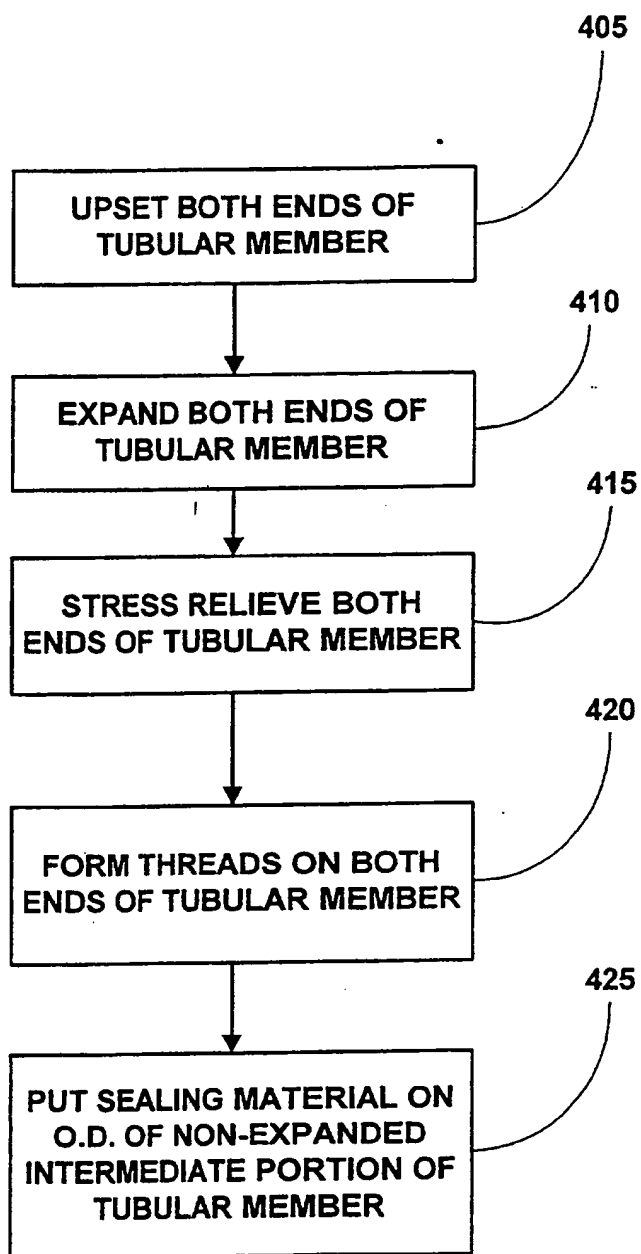 405
UPSET BOTH ENDS OF
TUBULAR MEMBER
410
EXPAND BOTH ENDS OF
TUBULAR MEMBER
415
STRESS RELIEVE BOTH
ENDS OF TUBULAR MEMBER
420
FORM THREADS ON BOTH
ENDS OF TUBULAR MEMBER
425
PUT SEALING MATERIAL ON
O.D. OF NON-EXPANDED
INTERMEDIATE PORTION OF
TUBULAR MEMBER